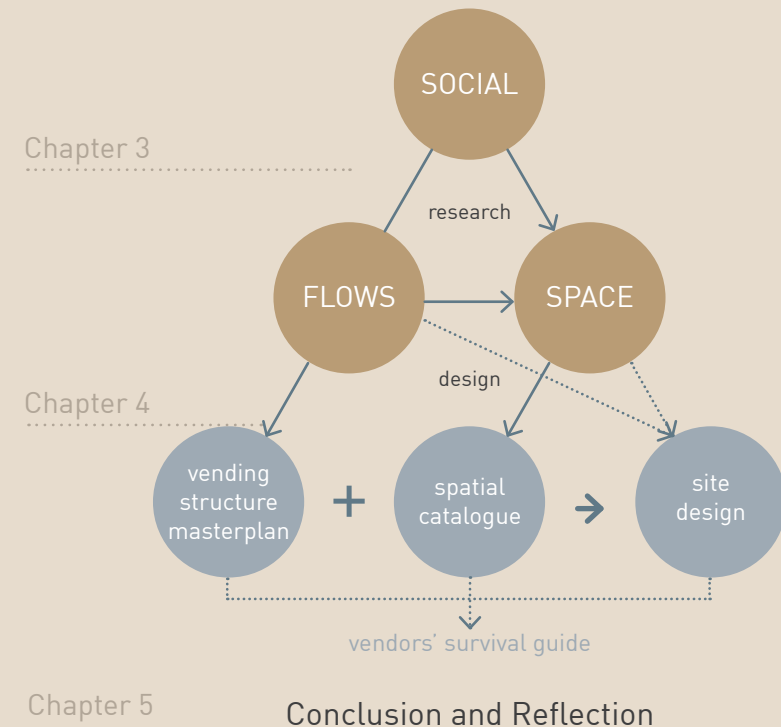 SOCIAL
Chapter 3
research
FLOWS
SPACE
design
Chapter 4
vending
structure
masterplan
+
spatial
catalogue
site
design
vendors' survival guide
Chapter 5
Conclusion and Reflection